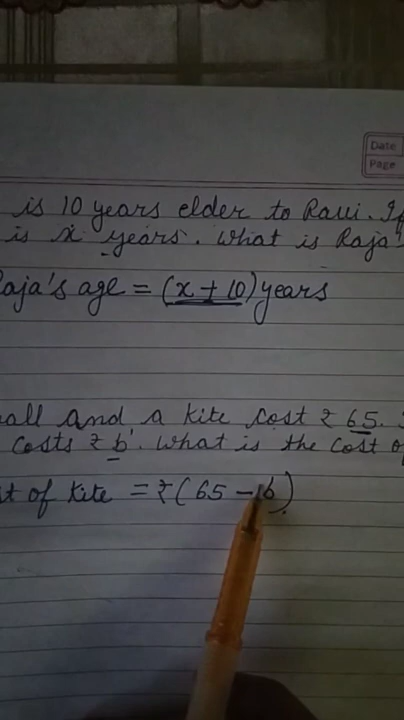 Date
Page
is 10 years elder to Ravi. If
is x years. What is Raja's
Raja's age = (x + 10) years
ball and a kite cost ₹ 65.
costs ₹ b. What is the cost of
of kite = ₹ (65 - b)